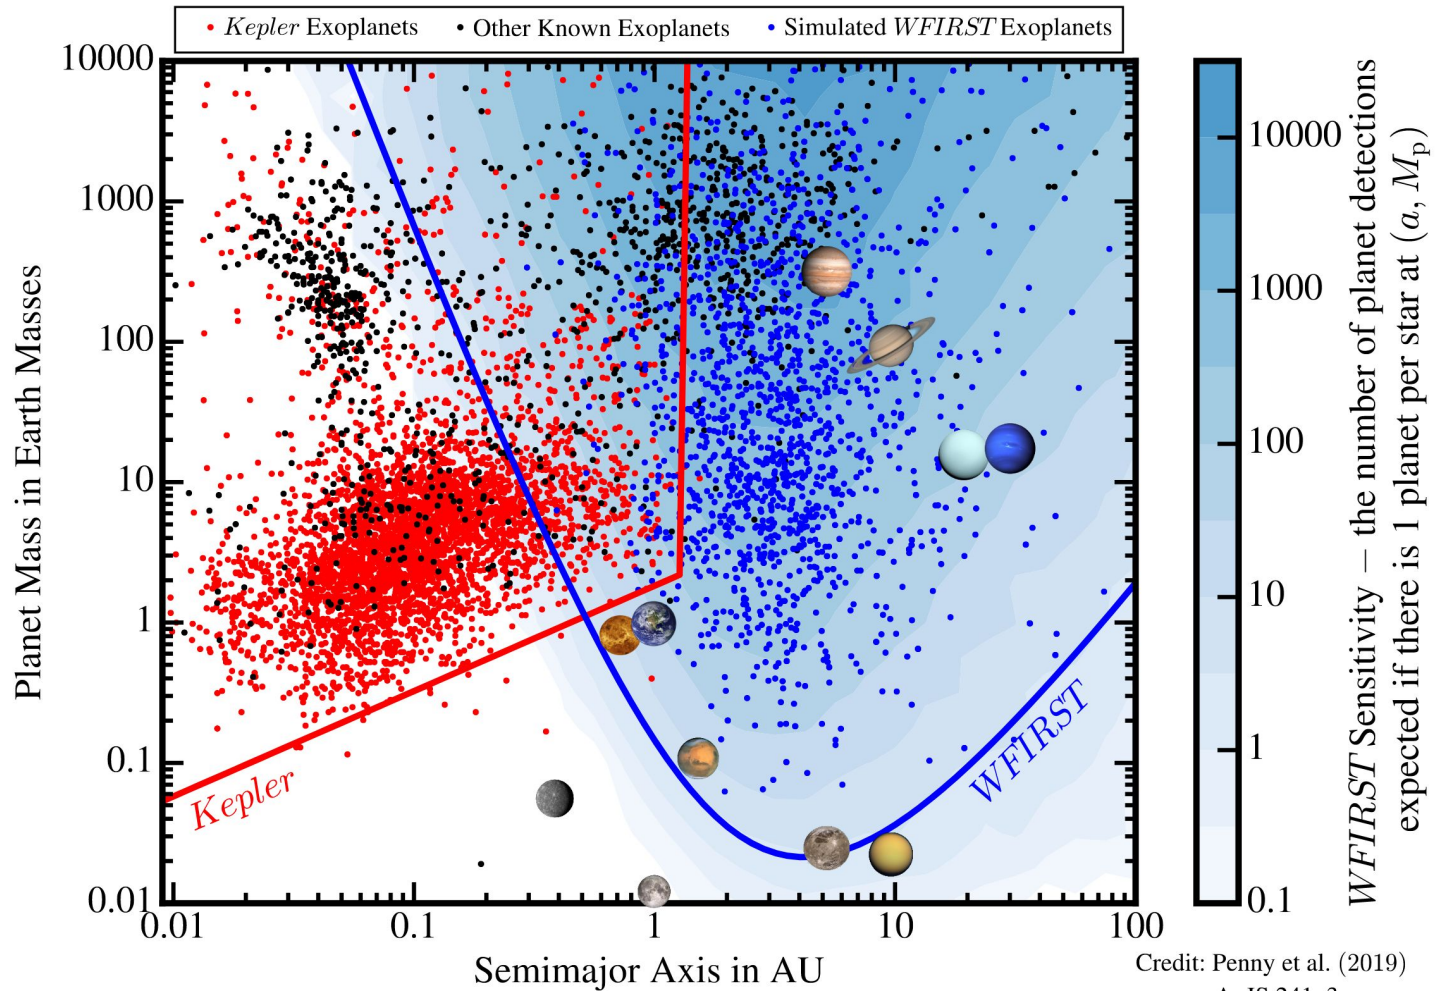 Kepler Exoplanets
Other Known Exoplanets
Simulated WFIRST Exoplanets
10000
1000
100
10
1
0.1
0.01
Planet Mass in Earth Masses
Kepler
WFIRST
0.01
0.1
1
10
100
Semimajor Axis in AU
10000
1000
100
10
1
0.1
WFIRST Sensitivity – the number of planet detections
expected if there is 1 planet per star at (a, Mp)
Credit: Penny et al. (2019)